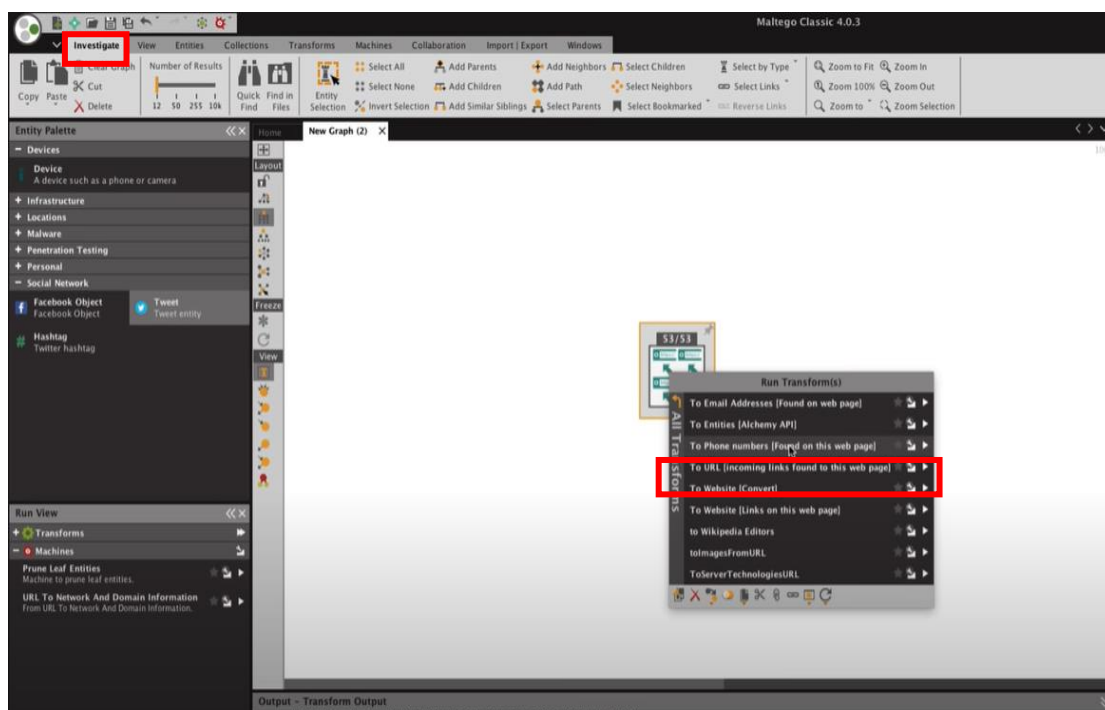 Maltego Classic 4.0.3
Investigate View Entities Collections Transforms Machines Collaboration Import | Export Windows
Copy Paste Clear Graph Cut Delete
Number of Results
12 50 255 10k
Quick Find Find in Files
Entity Selection
Select All Select None Invert Selection
Add Parents Add Children Add Similar Siblings
Add Neighbors Add Path Select Parents
Select Children Select Neighbors Select Bookmarked
Select by Type Select Links Reverse Links
Zoom to Fit Zoom 100% Zoom to
Zoom In Zoom Out Zoom Selection
Entity Palette
Home New Graph (2)
Devices
Device
A device such as a phone or camera
Infrastructure
Locations
Malware
Penetration Testing
Personal
Social Network
Facebook Object
Facebook Object
Tweet
Tweet entity
Hashtag
Twitter hashtag
Layout
Freeze
View
53/53
Run Transform(s)
All Transforms
To Email Addresses [Found on web page]
To Entities [Alchemy API]
To Phone numbers [Found on this web page]
To URL [incoming links found to this web page]
To Website [Convert]
To Website [Links on this web page]
to Wikipedia Editors
toImagesFromURL
ToServerTechnologiesURL
Run View
Transforms
Machines
Prune Leaf Entities
Machine to prune leaf entities.
URL To Network And Domain Information
From URL To Network And Domain Information.
Output - Transform Output